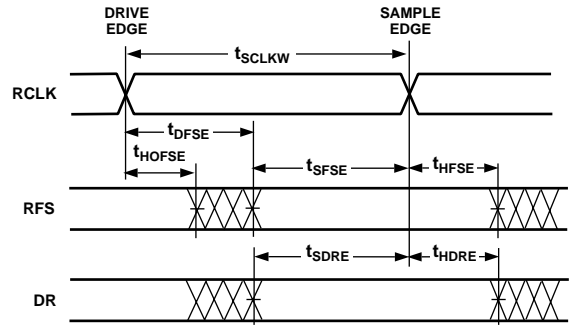 DRIVE EDGE
SAMPLE EDGE
tSCLKW
RCLK
tDFSE
tHOFSE
tSFSE
tHFSE
RFS
tSDRE
tHDRE
DR